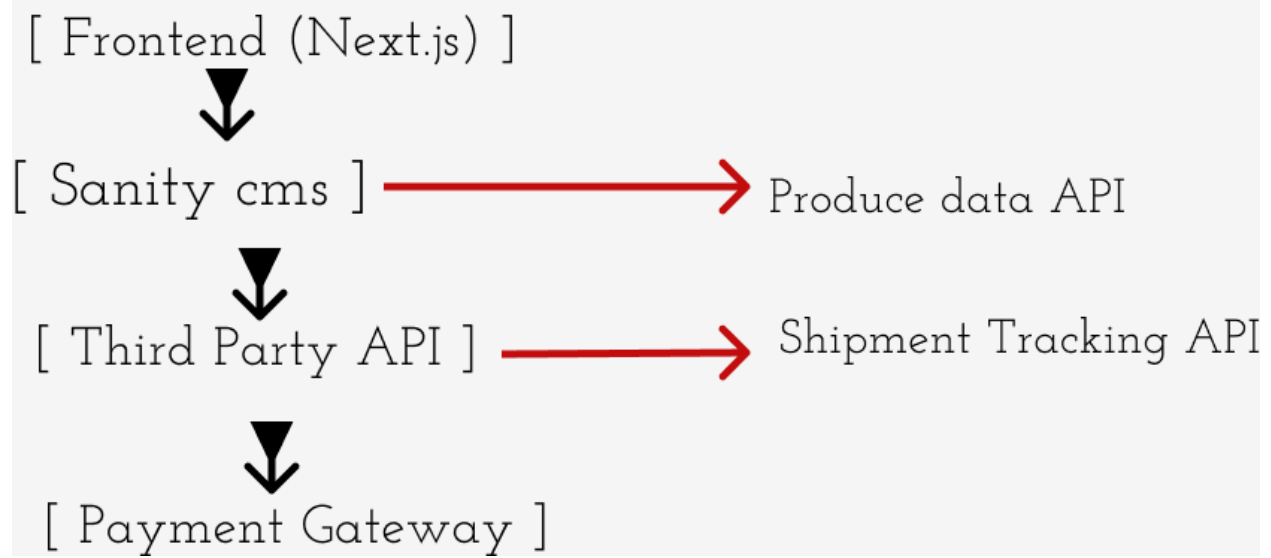 [ Frontend (Next.js) ]
[ Sanity cms ]
Produce data API
[ Third Party API ]
Shipment Tracking API
[ Payment Gateway ]